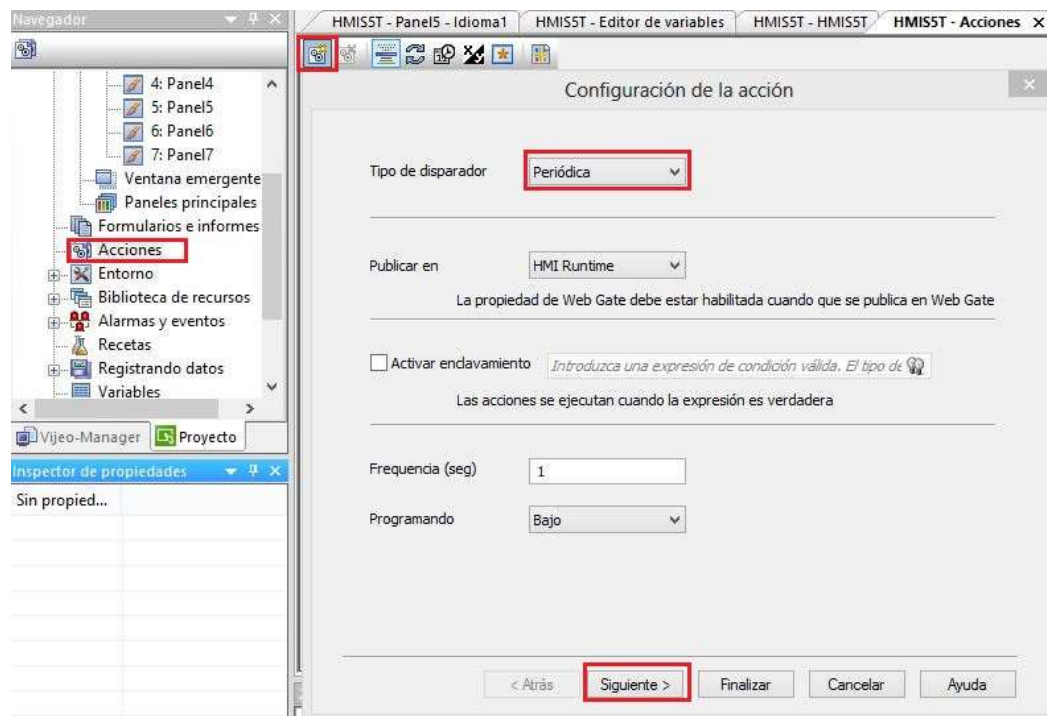 Navegador
HMIS5T - Panel5 - Idioma1
HMIS5T - Editor de variables
HMIS5T - HMIS5T
HMIS5T - Acciones
4: Panel4
5: Panel5
6: Panel6
7: Panel7
Ventana emergente
Paneles principales
Formularios e informes
Acciones
Entorno
Biblioteca de recursos
Alarmas y eventos
Recetas
Registrando datos
Variables
Vijeo-Manager
Proyecto
Inspector de propiedades
Sin propied...
Configuración de la acción
Tipo de disparador
Periódica
Publicar en
HMI Runtime
La propiedad de Web Gate debe estar habilitada cuando que se publica en Web Gate
Activar enclavamiento
Introduzca una expresión de condición válida. El tipo de
Las acciones se ejecutan cuando la expresión es verdadera
Frequencia (seg)
1
Programando
Bajo
< Atrás
Siguiente >
Finalizar
Cancelar
Ayuda